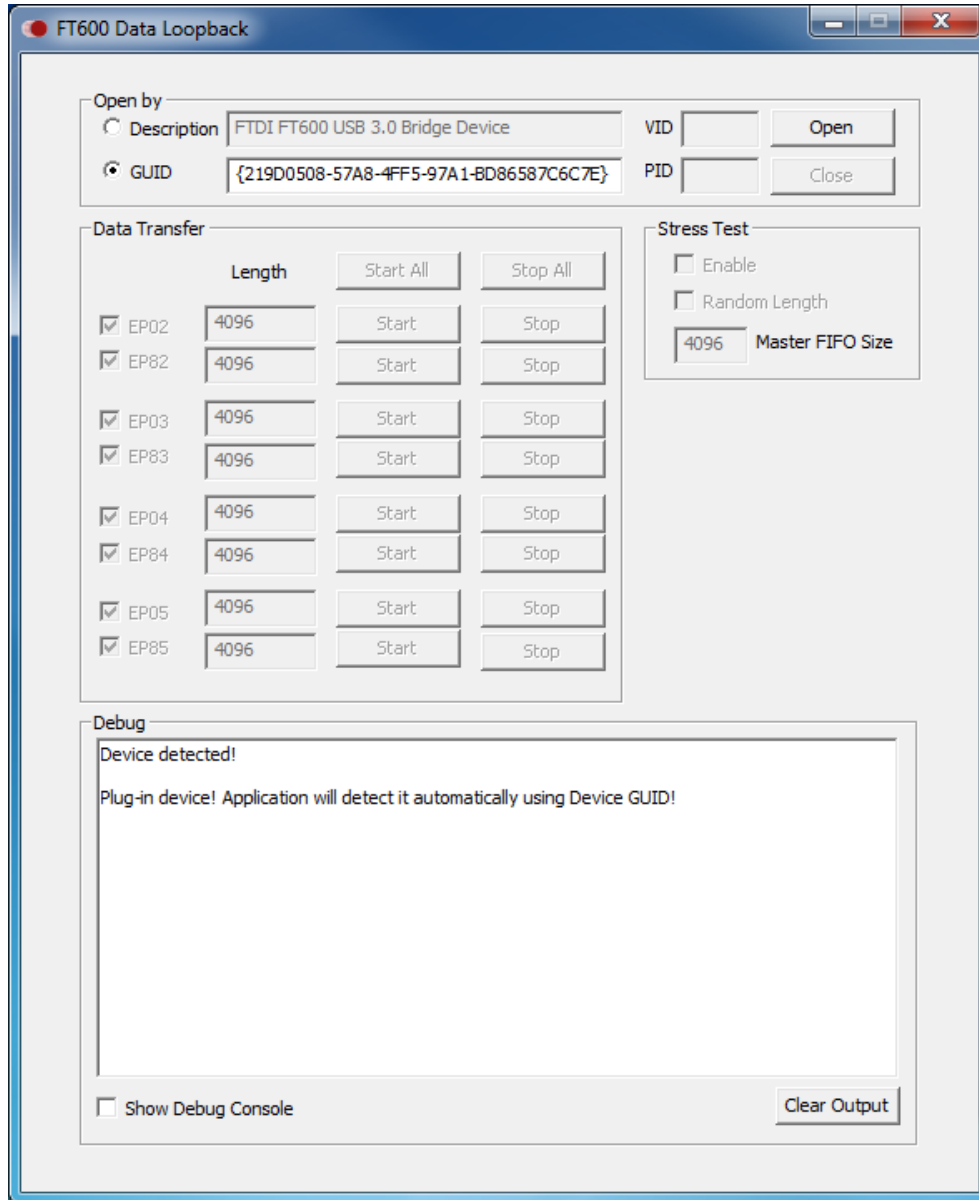 FT600 Data Loopback
Open by
Description FTDI FT600 USB 3.0 Bridge Device VID Open
GUID {219D0508-57A8-4FF5-97A1-BD86587C6C7E} PID Close
Data Transfer Stress Test
Length Start All Stop All Enable
Random Length
EP02 4096 Start Stop 4096 Master FIFO Size
EP82 4096 Start Stop
EP03 4096 Start Stop
EP83 4096 Start Stop
EP04 4096 Start Stop
EP84 4096 Start Stop
EP05 4096 Start Stop
EP85 4096 Start Stop
Debug
Device detected!
Plug-in device! Application will detect it automatically using Device GUID!
Show Debug Console Clear Output